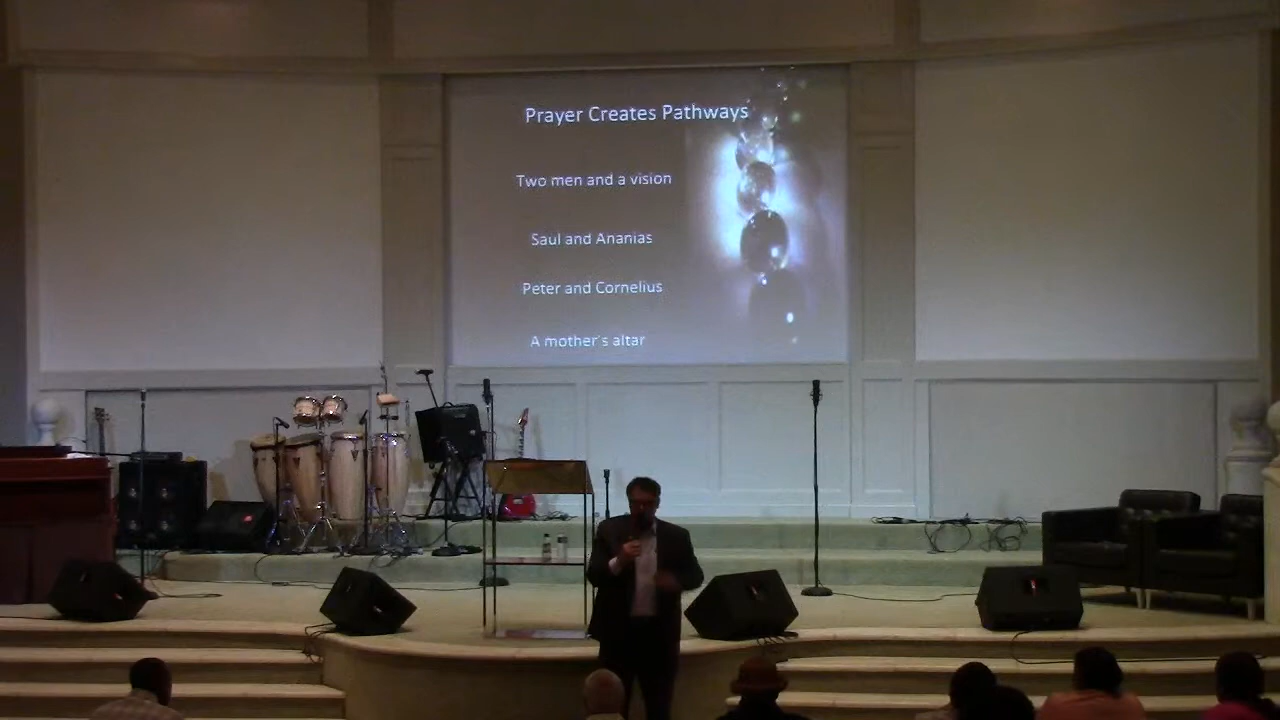 Prayer Creates Pathways
Two men and a vision
Saul and Ananias
Peter and Cornelius
A mother's altar